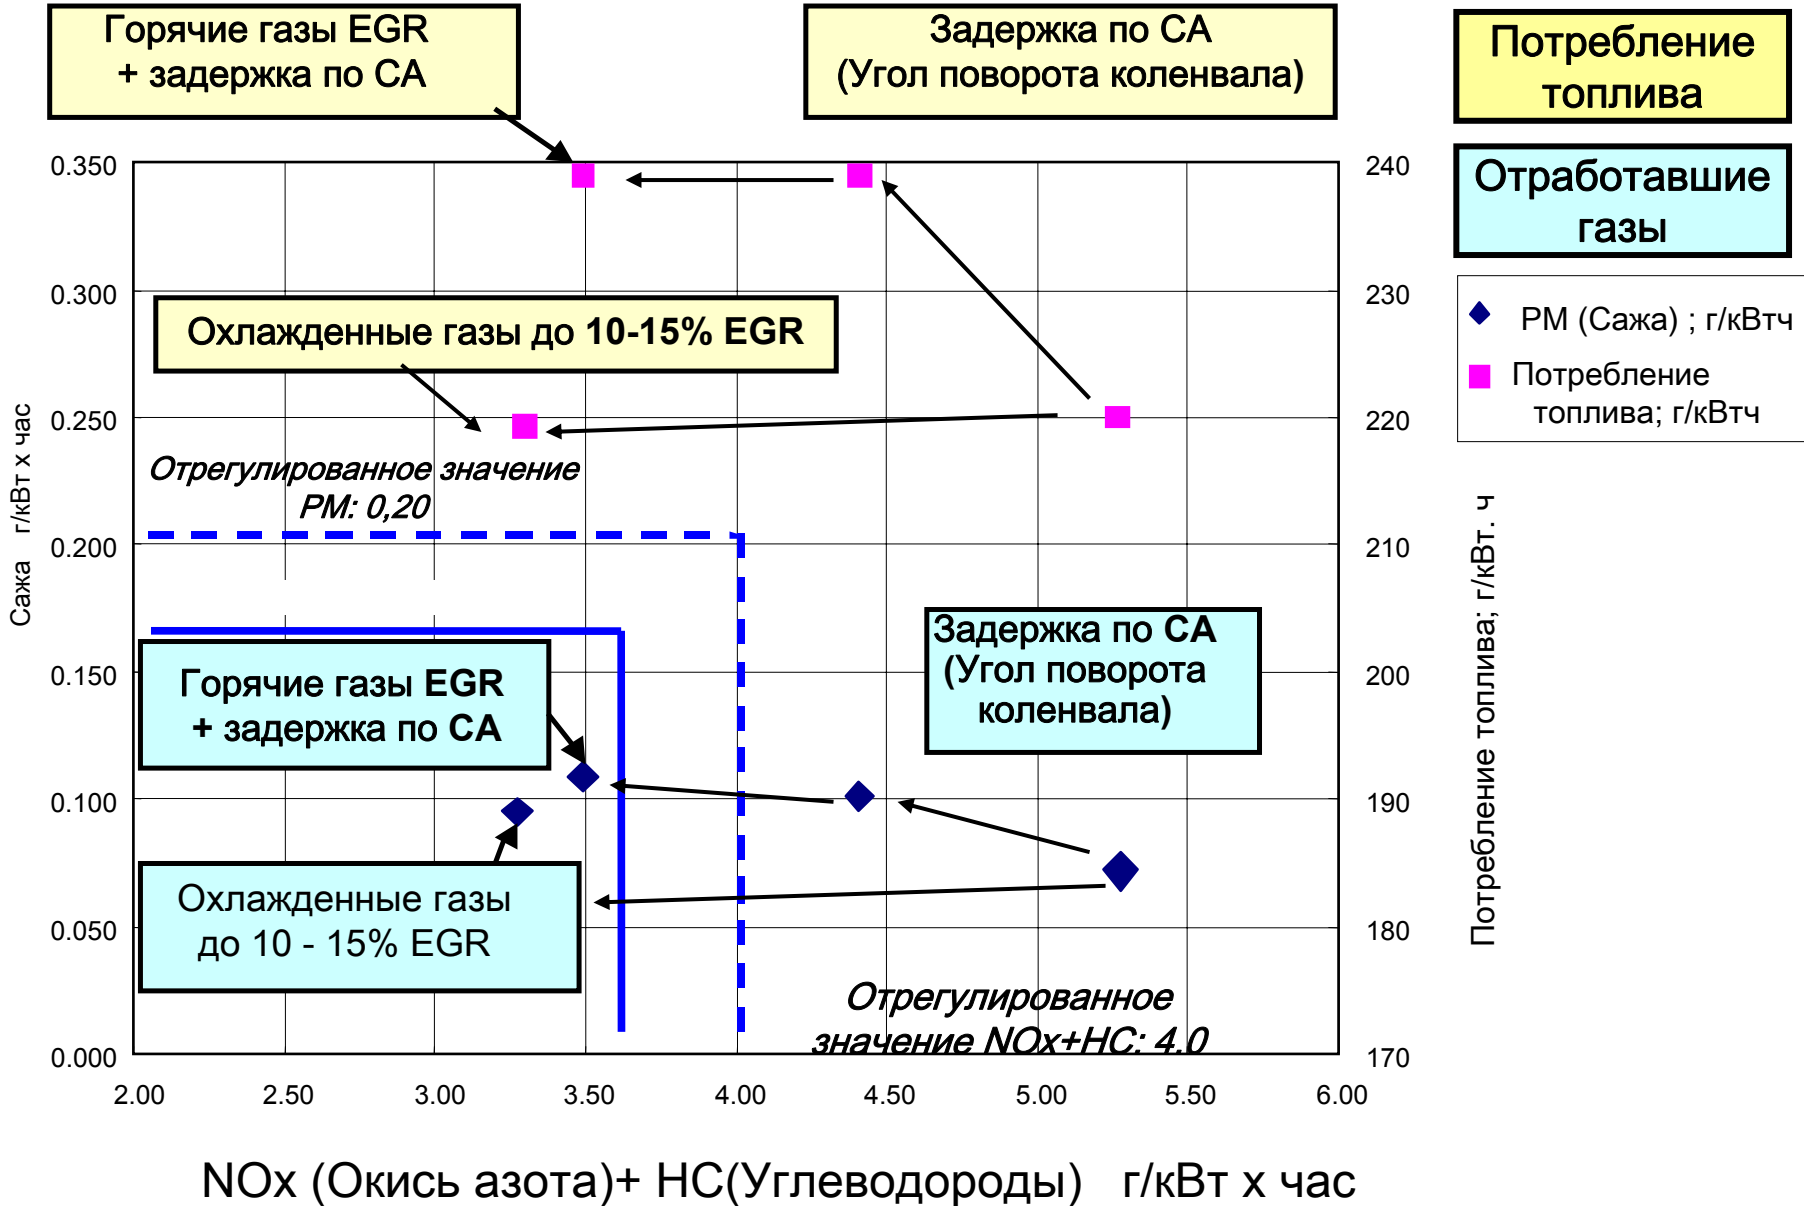 Горячие газы EGR
+ задержка по CA
Задержка по CA
(Угол поворота коленвала)
Потребление
топлива
Отработавшие
газы
PM (Сажа) ; г/кВтч
Потребление
топлива; г/кВтч
0.350
0.300
0.250
0.200
0.150
0.100
0.050
0.000
Сажа г/кВт х час
240
230
220
210
200
190
180
170
Потребление топлива; г/кВт. ч
Охлажденные газы до 10-15% EGR
Отрегулированное значение
PM: 0,20
Задержка по CA
(Угол поворота
коленвала)
Горячие газы EGR
+ задержка по CA
Охлажденные газы
до 10 - 15% EGR
Отрегулированное
значение NOx+HC: 4.0
2.00 2.50 3.00 3.50 4.00 4.50 5.00 5.50 6.00
NOx (Окись азота)+ HC(Углеводороды) г/кВт х час